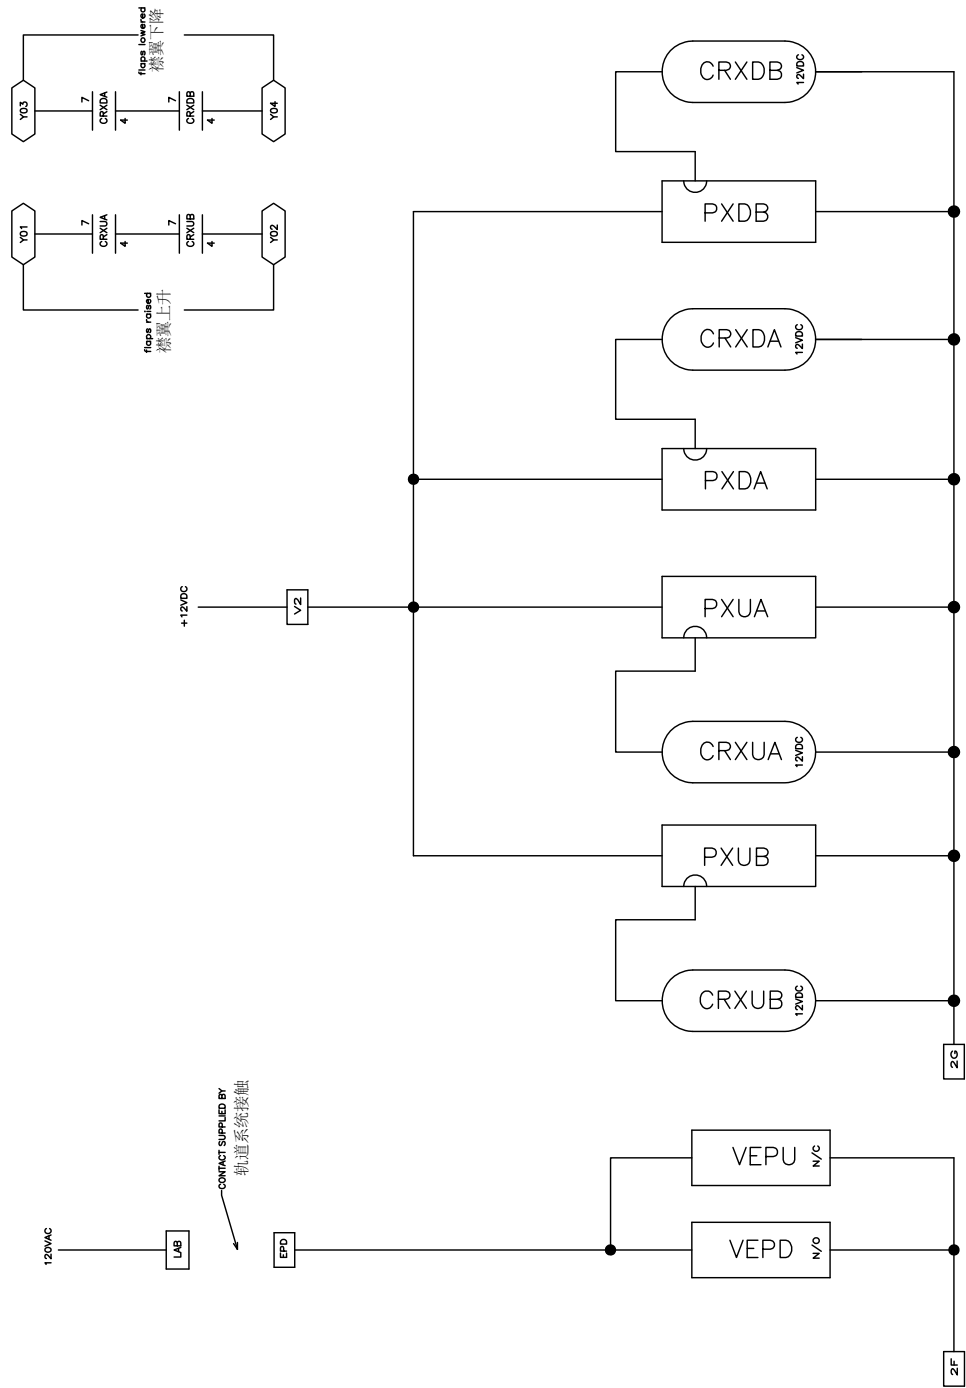 flaps lowered
襟翼下降
Y03
7
CRXDA
4
7
CRXDB
4
Y04
Y01
7
CRXUA
4
7
CRXUB
4
Y02
flaps raised
襟翼上升
+12VDC
V2
CRXDB
12VDC
PXDB
CRXDA
12VDC
PXDA
PXUA
CRXUA
12VDC
PXUB
CRXUB
12VDC
2G
120VAC
LAB
CONTACT SUPPLIED BY
轨道系统接触
EPD
VEPU
N/C
VEPD
N/O
2F